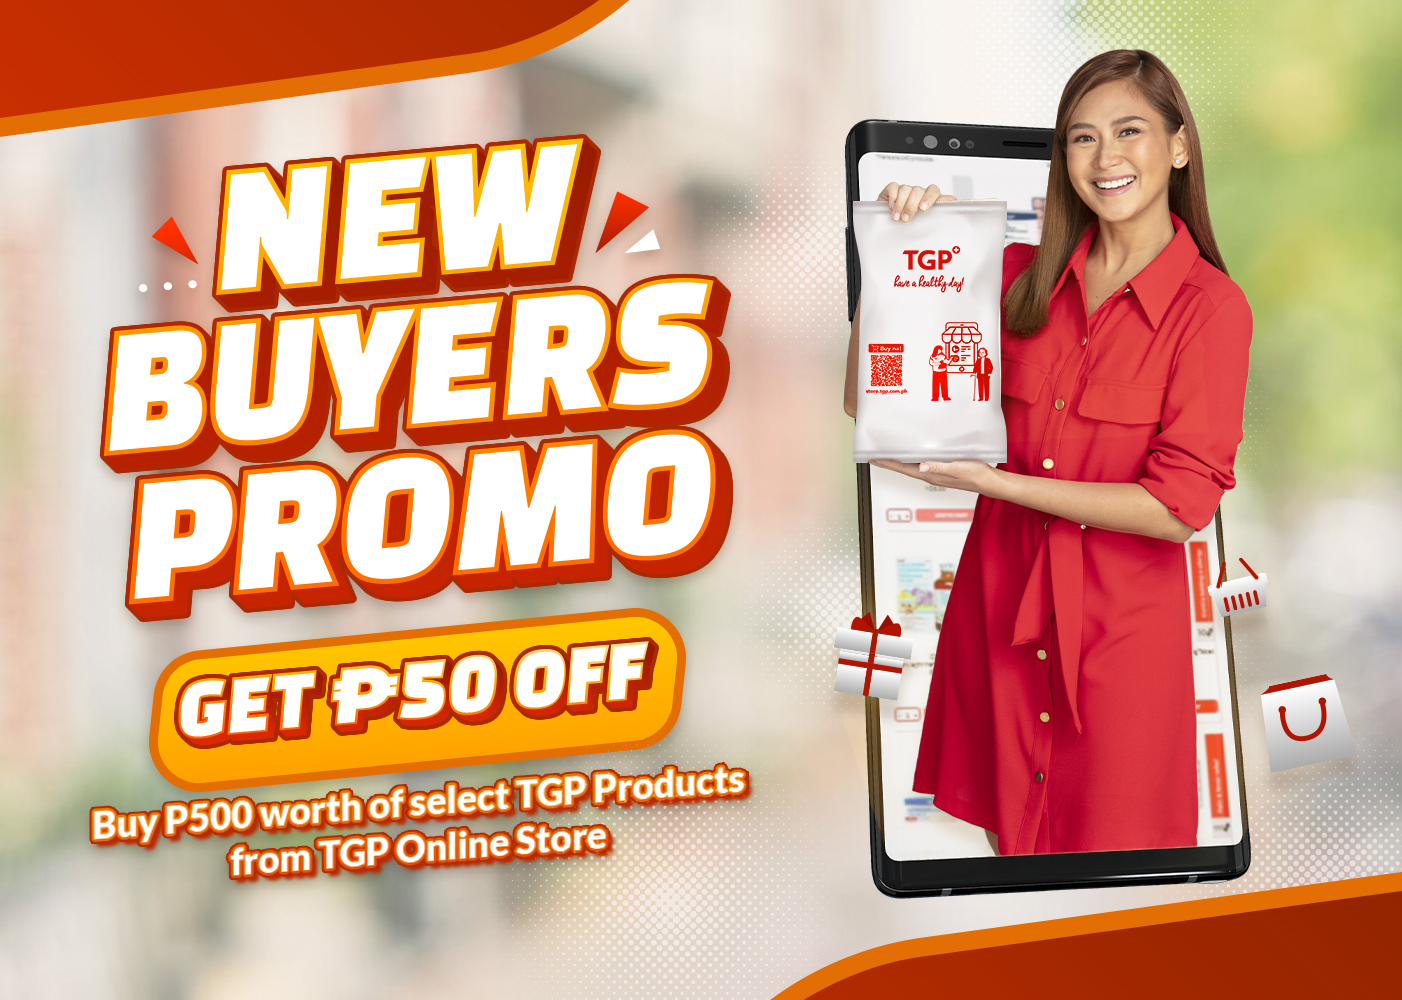 NEW
BUYERS
PROMO
GET ₱50 OFF
Buy P500 worth of select TGP Products
from TGP Online Store
TGP
have a healthy day!
Buy na!
store.tgp.com.ph